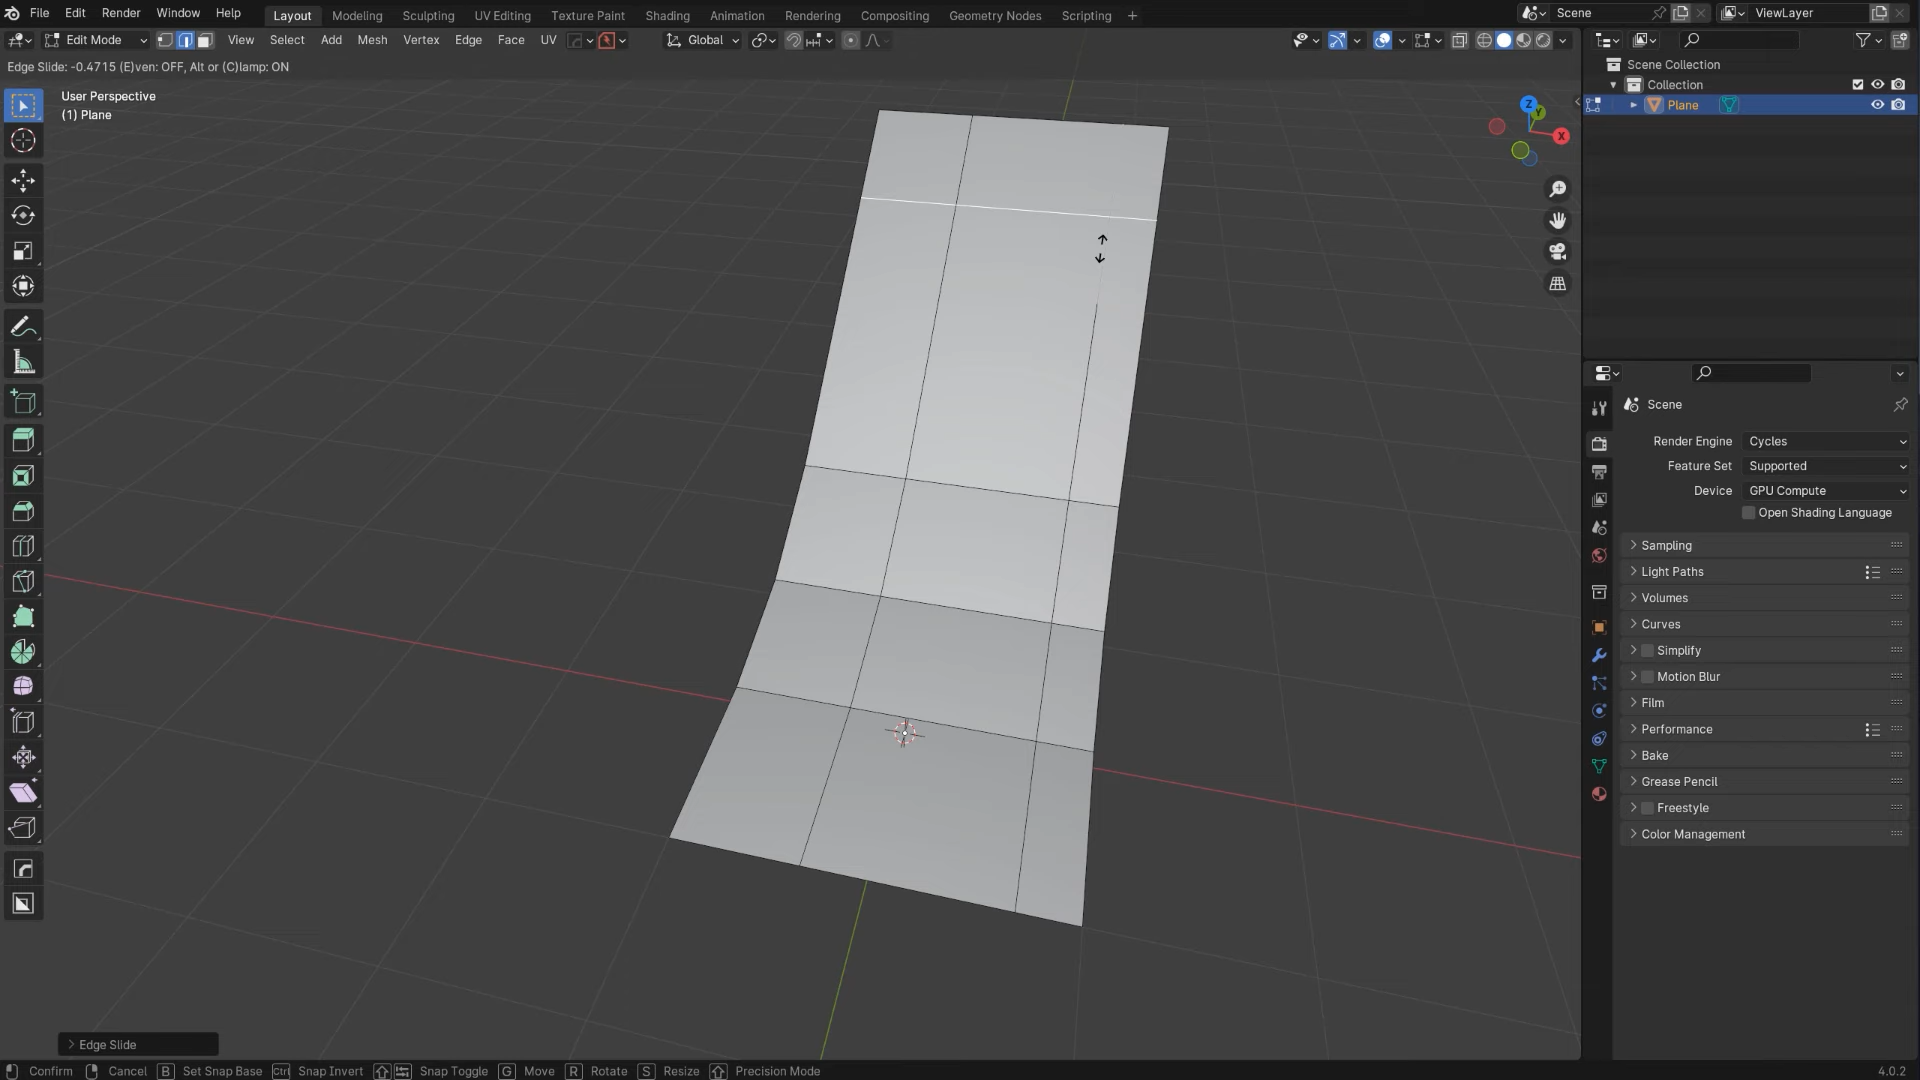 File Edit Render Window Help Layout Modeling Sculpting UV Editing Texture Paint Shading Animation Rendering Compositing Geometry Nodes Scripting + Scene ViewLayer
Edit Mode View Select Add Mesh Vertex Edge Face UV Global
Edge Slide: -0.4715 (E)ven: OFF, Alt or (C)lamp: ON
User Perspective
(1) Plane
Z
Y
X
Scene Collection
Collection
Plane
Scene
Render Engine Cycles
Feature Set Supported
Device GPU Compute
Open Shading Language
Sampling
Light Paths
Volumes
Curves
Simplify
Motion Blur
Film
Performance
Bake
Grease Pencil
Freestyle
Color Management
Edge Slide
Confirm Cancel B Set Snap Base Ctrl Snap Invert Snap Toggle G Move R Rotate S Resize Precision Mode 4.0.2